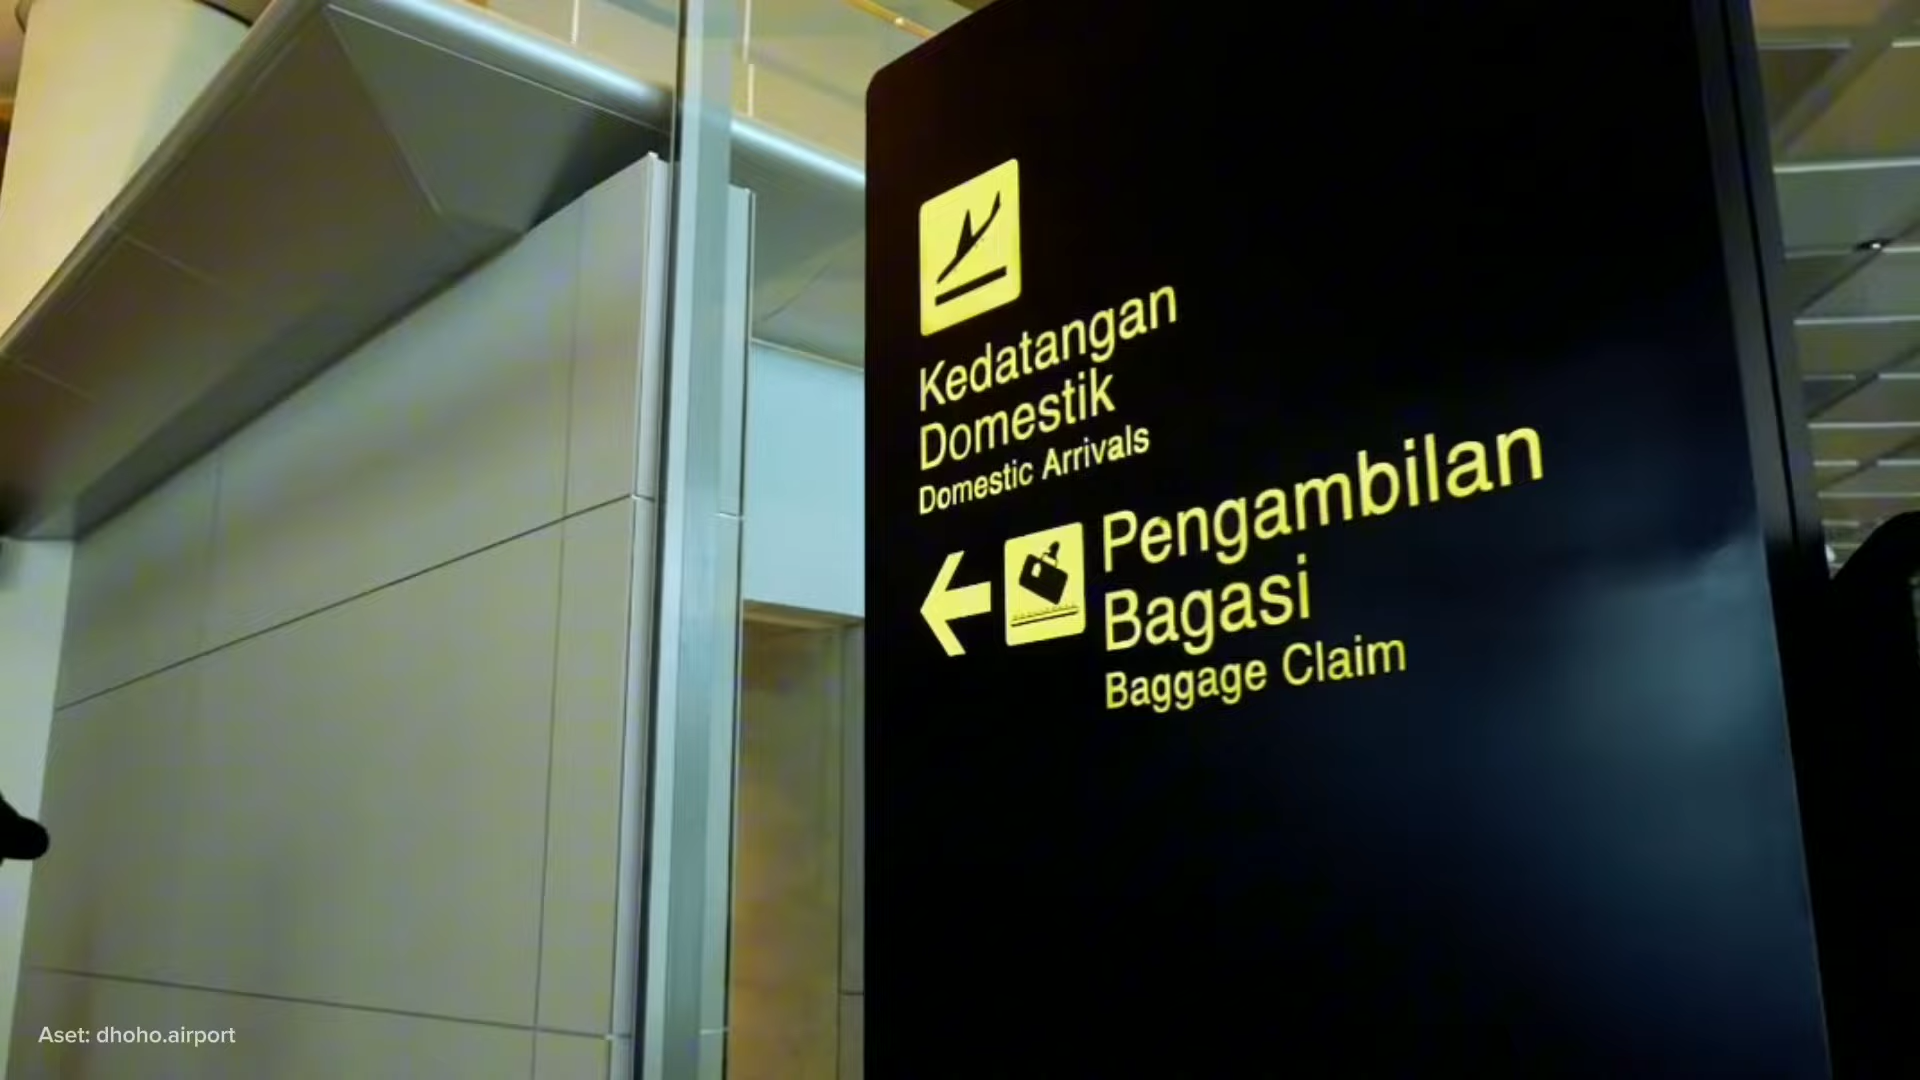 Kedatangan
Domestik
Domestic Arrivals
Pengambilan
Bagasi
Baggage Claim
Aset: dhoho.airport